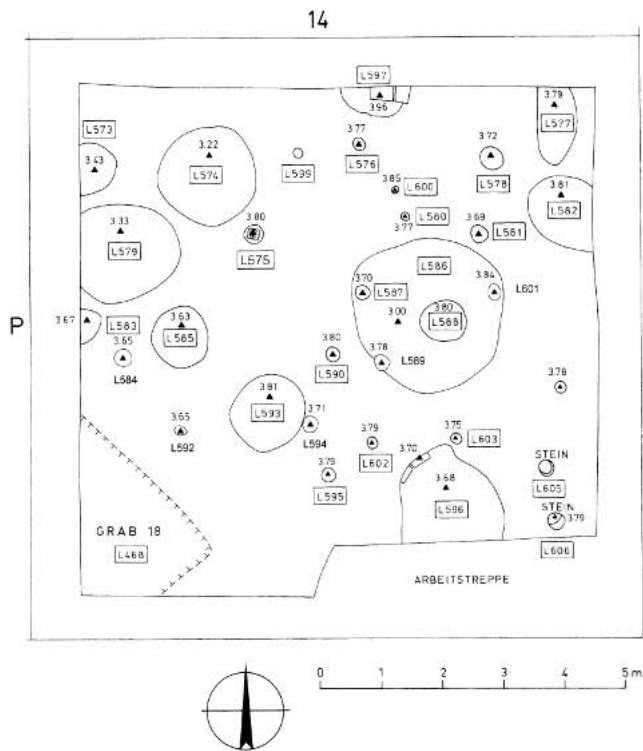 14
L597
3.96
3.79
L577
L573
3.43
3.22
L574
L599
3.77
L576
3.72
L578
3.85
L600
3.81
L582
3.33
L579
3.80
L575
3.77
L580
3.69
L581
L586
3.70
L587
3.84
L601
3.00
3.80
L588
P
3.67
L583
3.65
L584
3.63
L585
3.80
L590
3.78
L589
3.78
3.81
L593
3.71
L594
3.65
L592
3.79
L602
3.75
L603
3.79
L595
3.70
3.68
L596
STEIN
L605
STEIN
3.79
L606
GRAB 18
L468
ARBEITSTREPPE
0 1 2 3 4 5 m